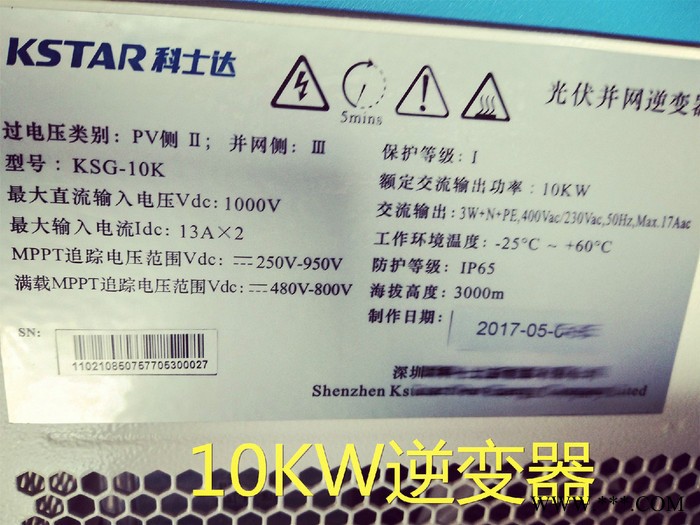 KSTAR 科士达
5mins
光伏并网逆变器
过电压类别: PV侧 II; 并网侧: III
型号: KSG-10K
最大直流输入电压Vdc: 1000V
最大输入电流Idc: 13A×2
MPPT追踪电压范围Vdc: 250V-950V
满载MPPT追踪电压范围Vdc: 480V-800V
SN:
110210850757705300027
保护等级: I
额定交流输出功率: 10KW
交流输出: 3W+N+PE, 400Vac/230Vac, 50Hz, Max. 17Aac
工作环境温度: -25°C ~ +60°C
防护等级: IP65
海拔高度: 3000m
制作日期:
2017-05-
深圳
Shenzhen
10KW逆变器
WWW.***.COM